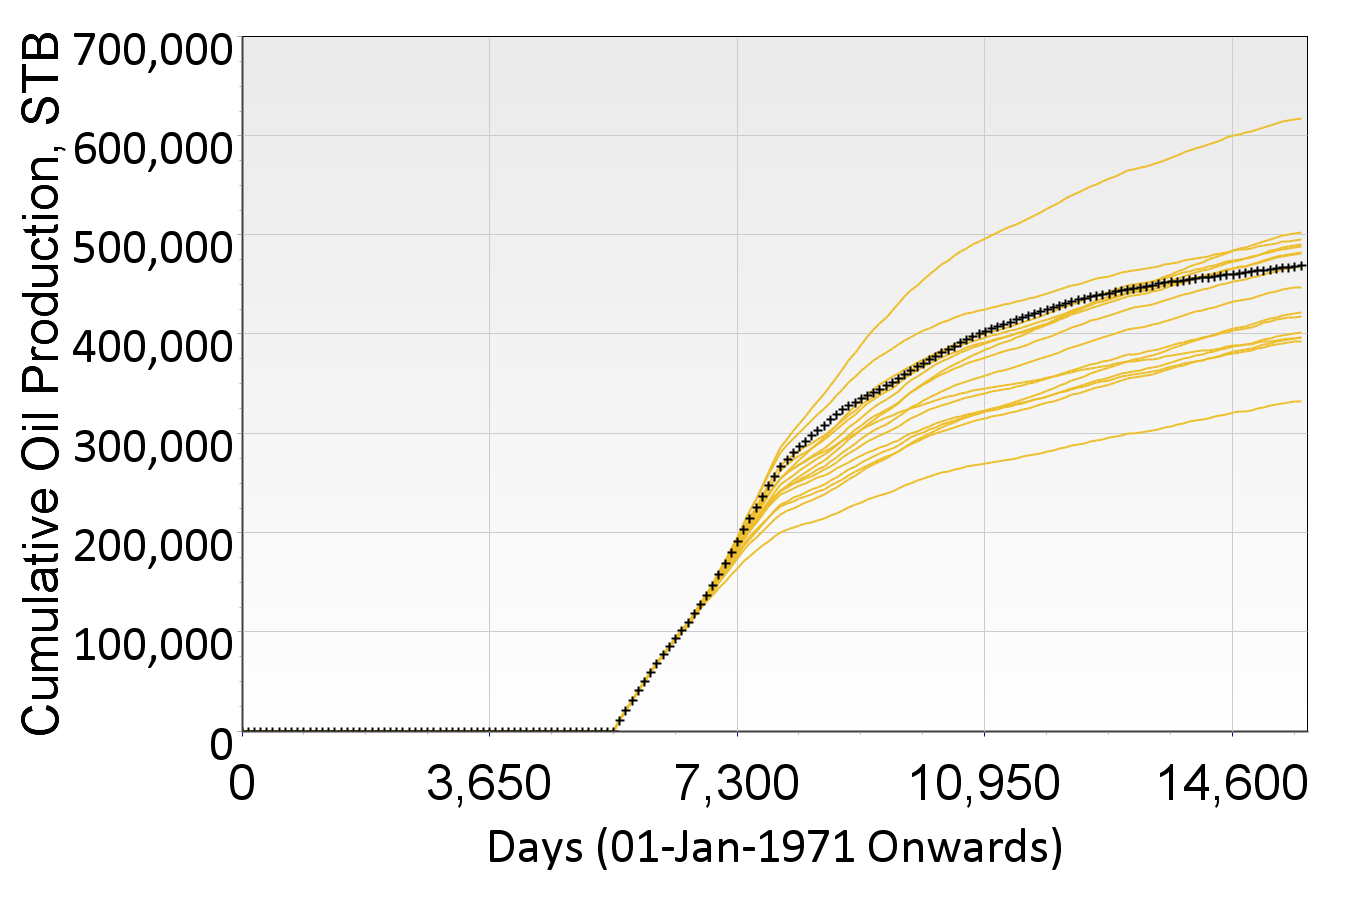 Cumulative Oil Production, STB
700,000
600,000
500,000
400,000
300,000
200,000
100,000
0
0 3,650 7,300 10,950 14,600
Days (01-Jan-1971 Onwards)